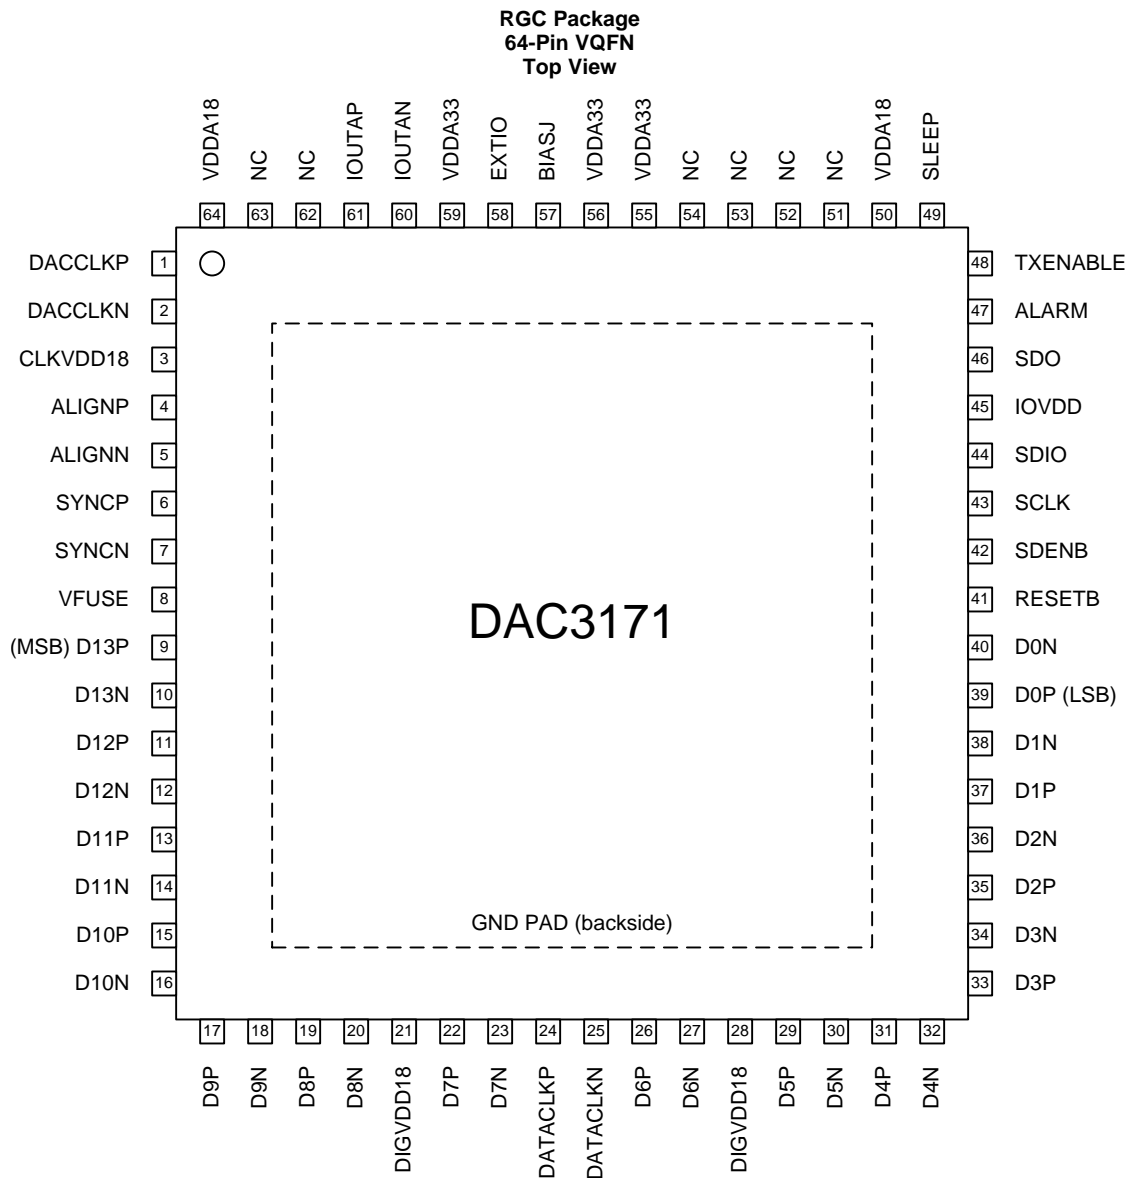 RGC Package
64-Pin VQFN
Top View
VDDA18
NC
NC
IOUTAP
IOUTAN
VDDA33
EXTIO
BIASJ
VDDA33
VDDA33
NC
NC
NC
NC
VDDA18
SLEEP
64
63
62
61
60
59
58
57
56
55
54
53
52
51
50
49
DACCLKP 1
DACCLKN 2
CLKVDD18 3
ALIGNP 4
ALIGNN 5
SYNCP 6
SYNCN 7
VFUSE 8
(MSB) D13P 9
D13N 10
D12P 11
D12N 12
D11P 13
D11N 14
D10P 15
D10N 16
DAC3171
GND PAD (backside)
48 TXENABLE
47 ALARM
46 SDO
45 IOVDD
44 SDIO
43 SCLK
42 SDENB
41 RESETB
40 D0N
39 D0P (LSB)
38 D1N
37 D1P
36 D2N
35 D2P
34 D3N
33 D3P
17
18
19
20
21
22
23
24
25
26
27
28
29
30
31
32
D9P
D9N
D8P
D8N
DIGVDD18
D7P
D7N
DATACLKP
DATACLKN
D6P
D6N
DIGVDD18
D5P
D5N
D4P
D4N